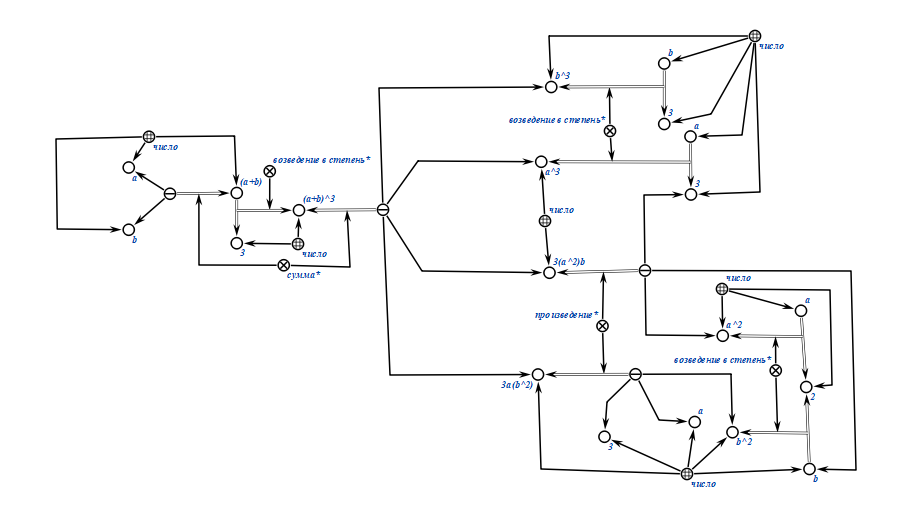 число
b
b^3
3
возведение в степень*
a
число
возведение в степень*
a^3
a
(a+b)
3
(a+b)^3
число
b
3
число
3(a^2)b
сумма*
число
a
произведение*
a^2
возведение в степень*
3a(b^2)
2
a
b^2
3
b
число